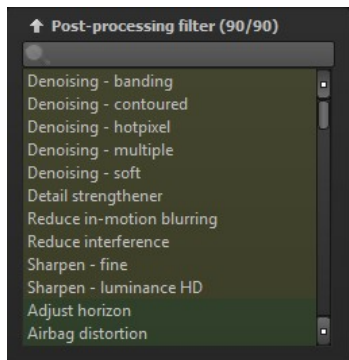 Post-processing filter (90/90)
Denoising - banding
Denoising - contoured
Denoising - hotpixel
Denoising - multiple
Denoising - soft
Detail strengthener
Reduce in-motion blurring
Reduce interference
Sharpen - fine
Sharpen - luminance HD
Adjust horizon
Airbag distortion